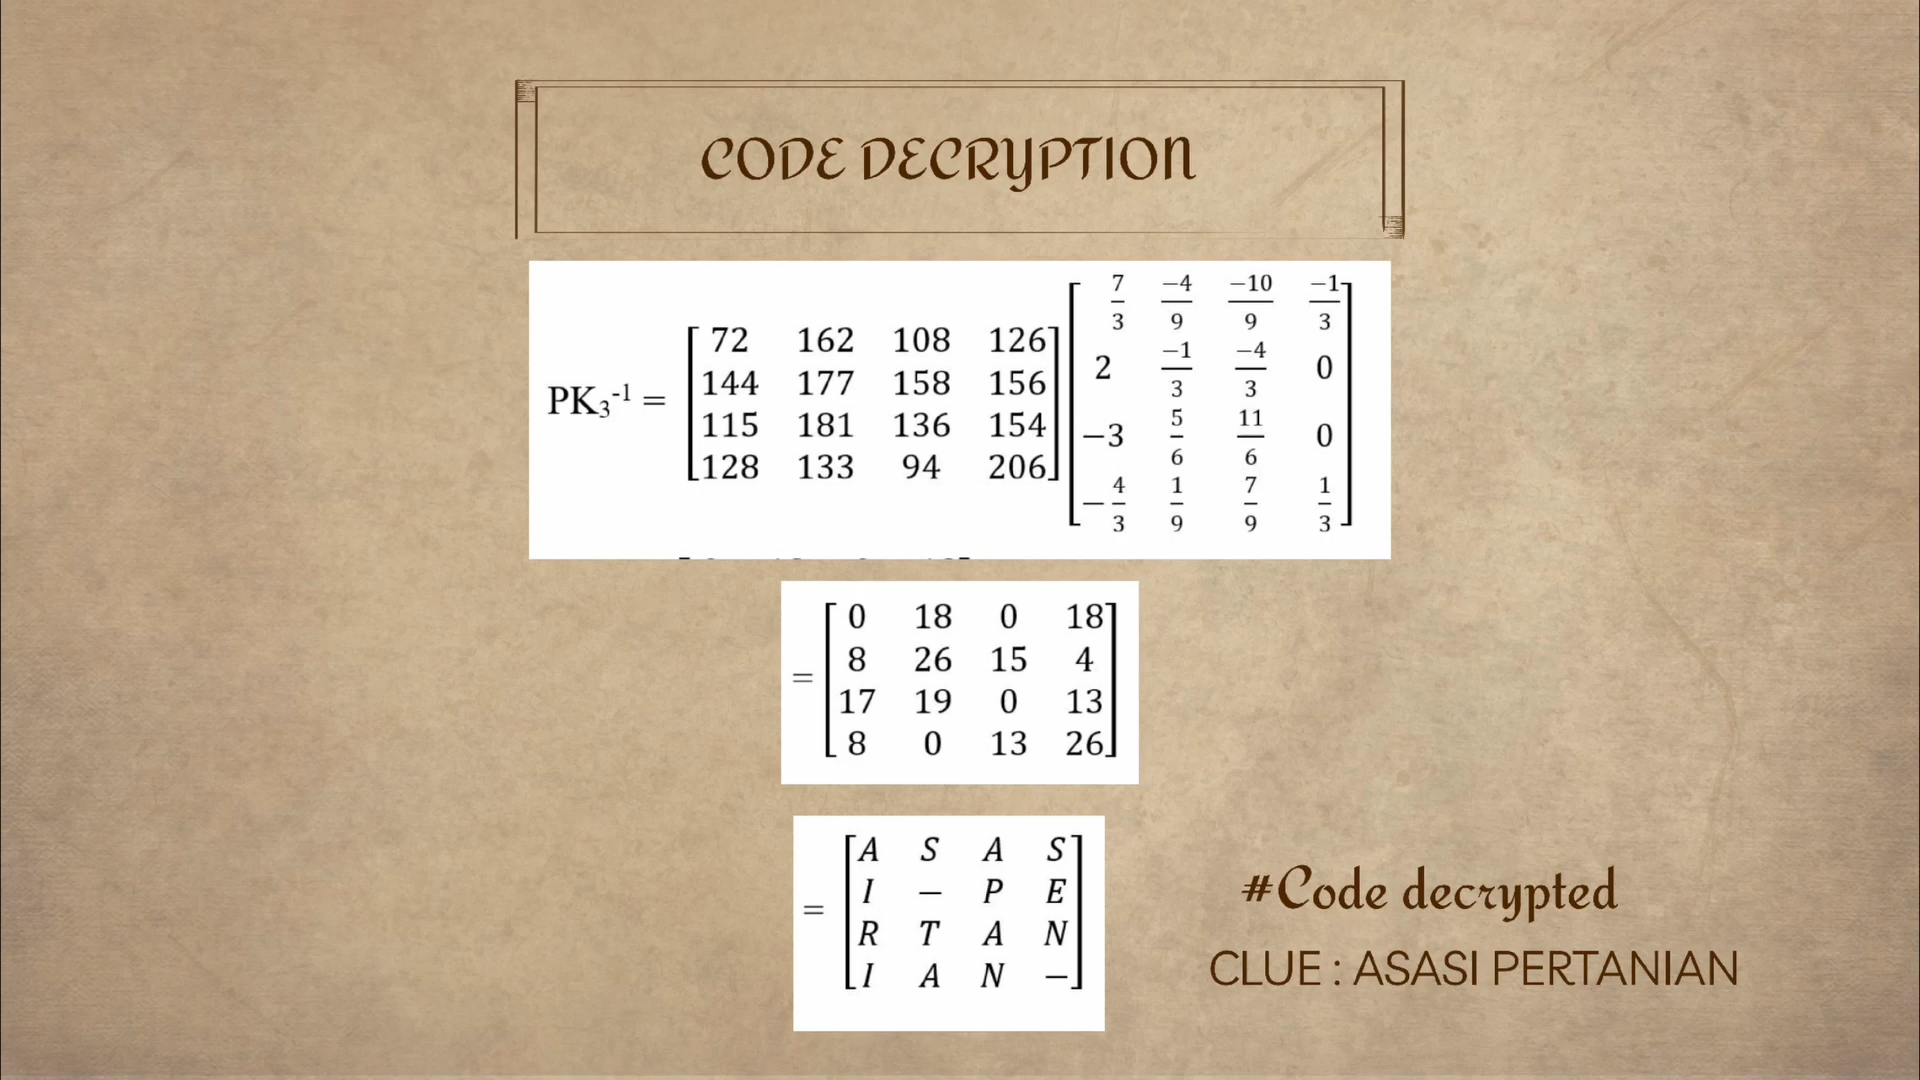 CODE DECRYPTION
PK₃⁻¹ = [72 162 108 126; 144 177 158 156; 115 181 136 154; 128 133 94 206] [7/3 −4/9 −10/9 −1/3; 2 −1/3 −4/3 0; −3 5/6 11/6 0; −4/3 1/9 7/9 1/3]
= [0 18 0 18; 8 26 15 4; 17 19 0 13; 8 0 13 26]
= [A S A S; I − P E; R T A N; I A N −]
#Code decrypted
CLUE : ASASI PERTANIAN